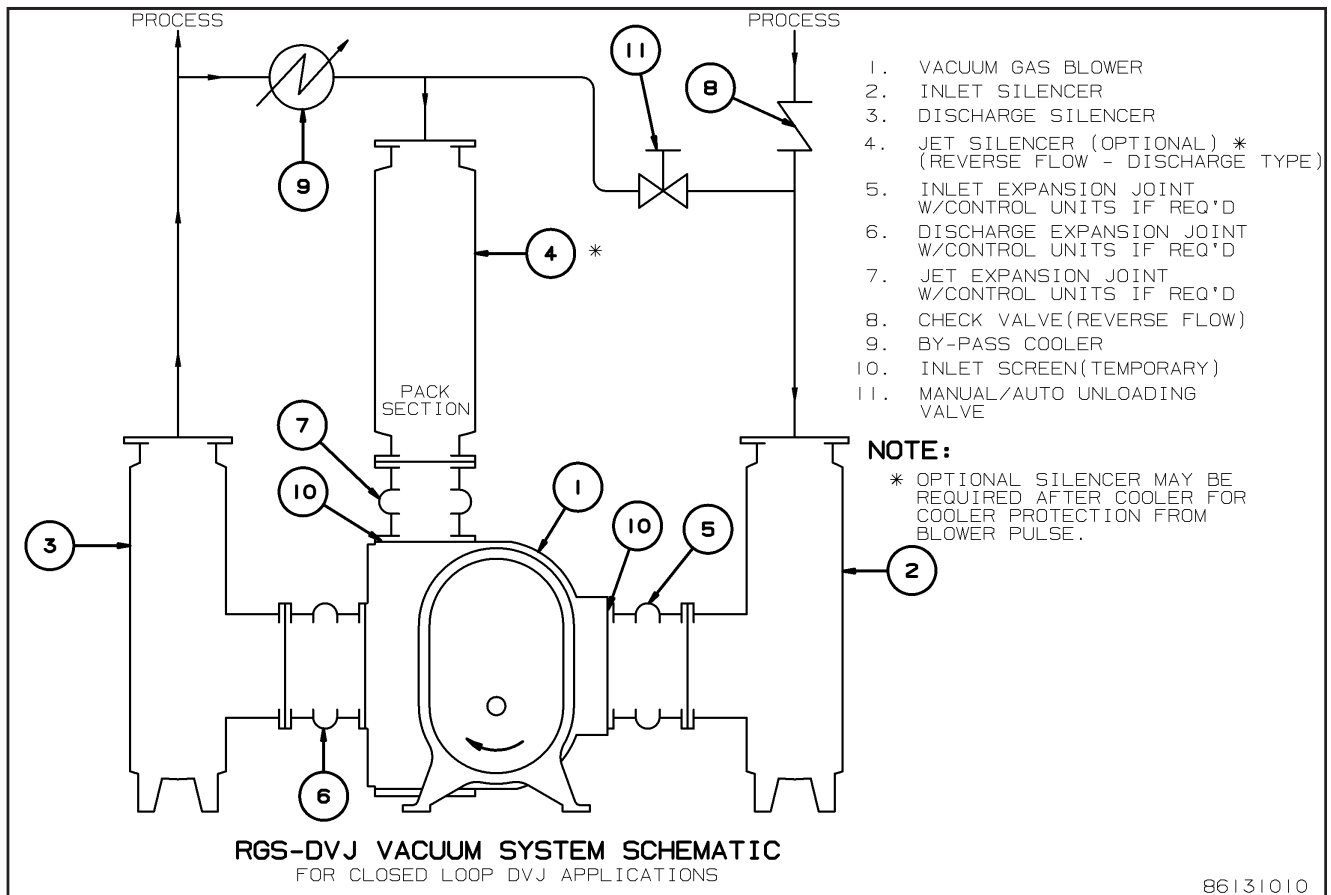 PROCESS
PROCESS
11
8
9
4 *
PACK
SECTION
7
10
1
10
5
3
2
6
1. VACUUM GAS BLOWER
2. INLET SILENCER
3. DISCHARGE SILENCER
4. JET SILENCER (OPTIONAL) *
(REVERSE FLOW - DISCHARGE TYPE)
5. INLET EXPANSION JOINT
W/CONTROL UNITS IF REQ'D
6. DISCHARGE EXPANSION JOINT
W/CONTROL UNITS IF REQ'D
7. JET EXPANSION JOINT
W/CONTROL UNITS IF REQ'D
8. CHECK VALVE(REVERSE FLOW)
9. BY-PASS COOLER
10. INLET SCREEN(TEMPORARY)
11. MANUAL/AUTO UNLOADING
VALVE
NOTE:
* OPTIONAL SILENCER MAY BE
REQUIRED AFTER COOLER FOR
COOLER PROTECTION FROM
BLOWER PULSE.
RGS-DVJ VACUUM SYSTEM SCHEMATIC
FOR CLOSED LOOP DVJ APPLICATIONS
86131010